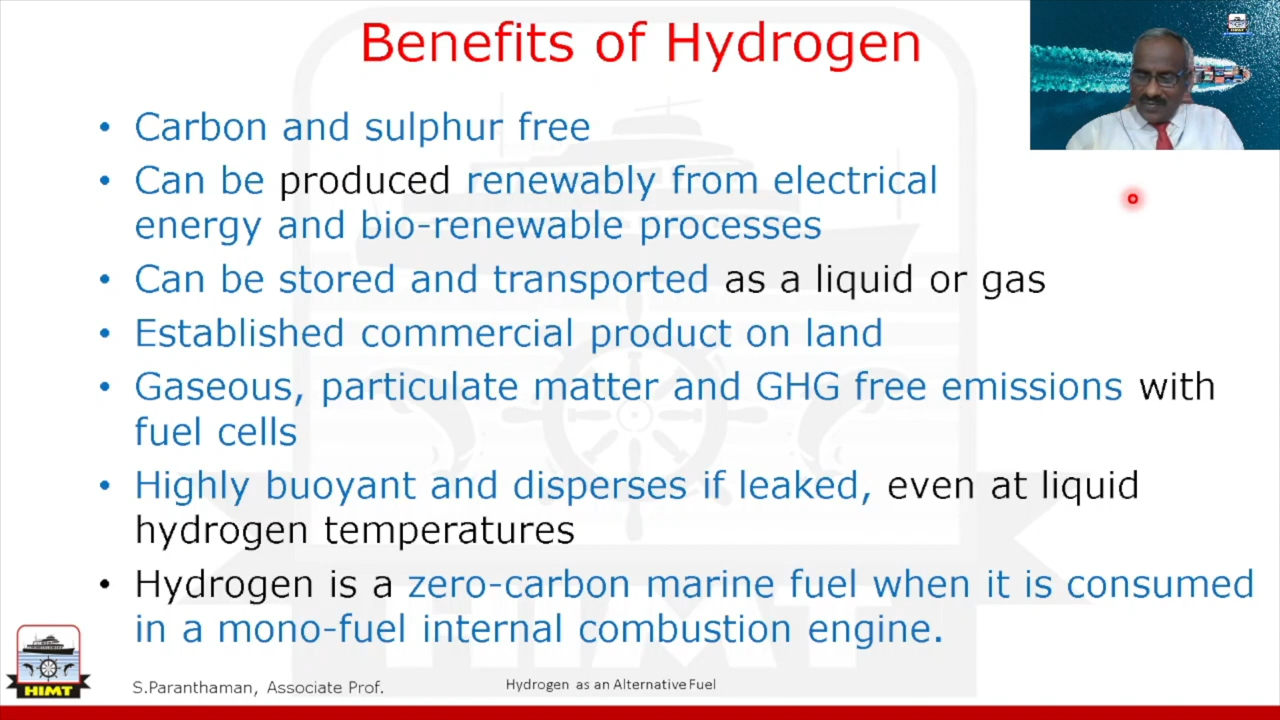 Benefits of Hydrogen
HIMT
• Carbon and sulphur free
• Can be produced renewably from electrical
energy and bio-renewable processes
• Can be stored and transported as a liquid or gas
• Established commercial product on land
• Gaseous, particulate matter and GHG free emissions with
fuel cells
• Highly buoyant and disperses if leaked, even at liquid
hydrogen temperatures
• Hydrogen is a zero-carbon marine fuel when it is consumed
in a mono-fuel internal combustion engine.
HIMT
HIMT
S.Paranthaman, Associate Prof.
Hydrogen as an Alternative Fuel